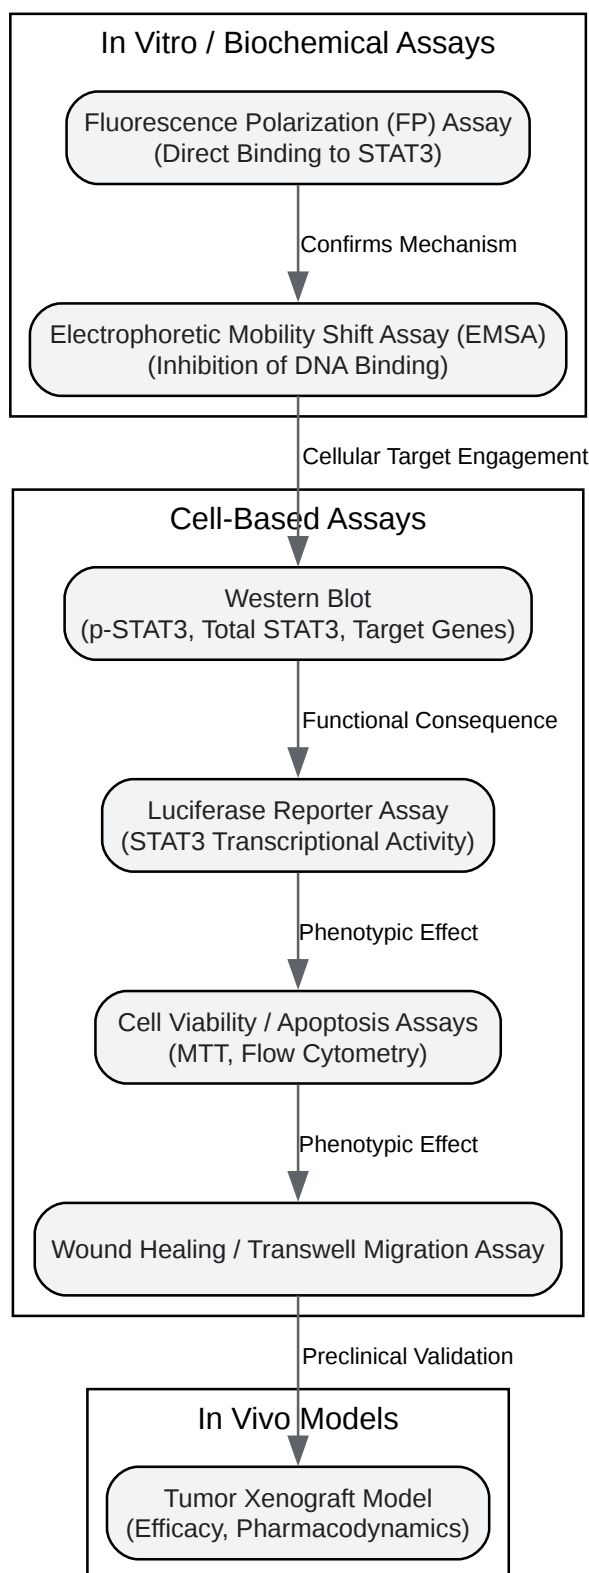 In Vitro / Biochemical Assays
Fluorescence Polarization (FP) Assay
(Direct Binding to STAT3)
Confirms Mechanism
Electrophoretic Mobility Shift Assay (EMSA)
(Inhibition of DNA Binding)
Cellular Target Engagement
Cell-Based Assays
Western Blot
(p-STAT3, Total STAT3, Target Genes)
Functional Consequence
Luciferase Reporter Assay
(STAT3 Transcriptional Activity)
Phenotypic Effect
Cell Viability / Apoptosis Assays
(MTT, Flow Cytometry)
Phenotypic Effect
Wound Healing / Transwell Migration Assay
Preclinical Validation
In Vivo Models
Tumor Xenograft Model
(Efficacy, Pharmacodynamics)